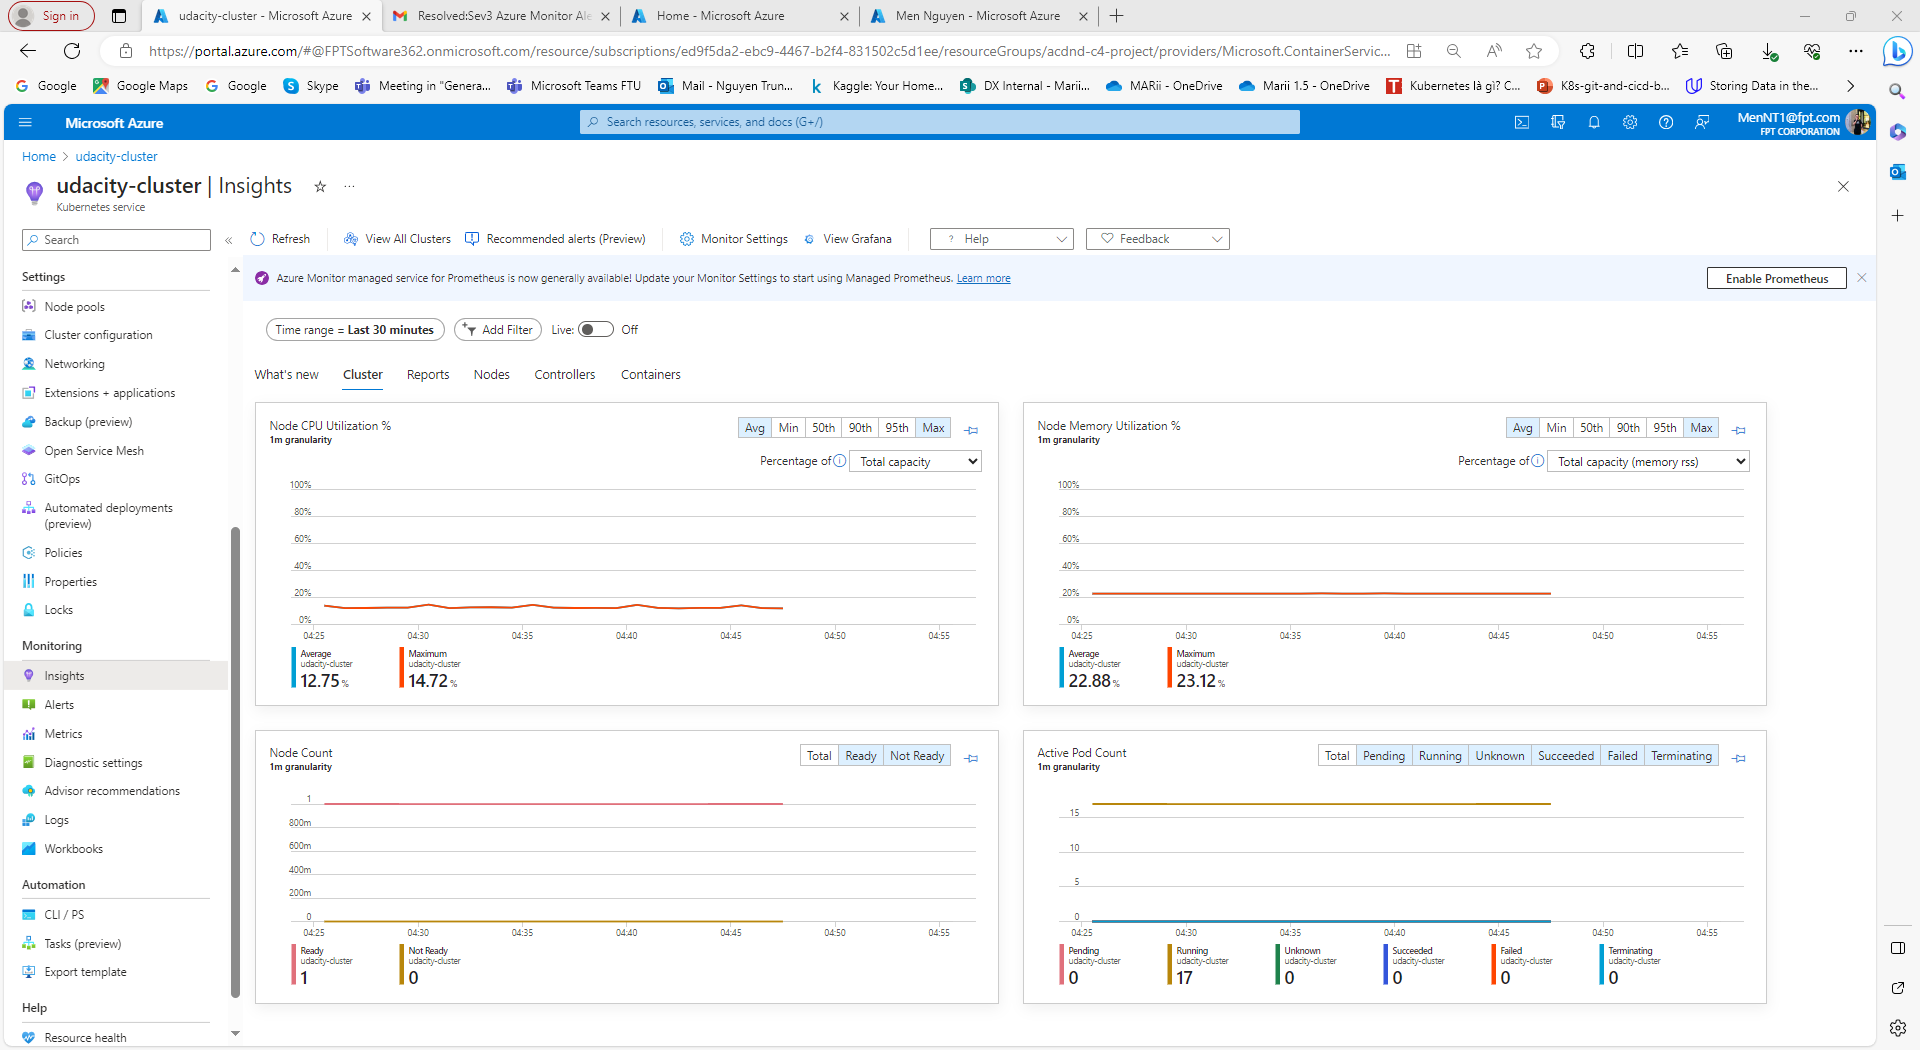 Sign in
udacity-cluster - Microsoft Azure
Resolved:Sev3 Azure Monitor Ale
Home - Microsoft Azure
Men Nguyen - Microsoft Azure
https://portal.azure.com/#@FPTSoftware362.onmicrosoft.com/resource/subscriptions/ed9f5da2-ebc9-4467-b2f4-831502c5d1ee/resourceGroups/acdnd-c4-project/providers/Microsoft.ContainerServic...
Google
Google Maps
Google
Skype
Meeting in "Genera...
Microsoft Teams FTU
Mail - Nguyen Trun...
Kaggle: Your Home...
DX Internal - Marii...
MARii - OneDrive
Marii 1.5 - OneDrive
Kubernetes là gì? C...
K8s-git-and-cicd-b...
Storing Data in the...
Microsoft Azure
Search resources, services, and docs (G+/)
MenNT1@fpt.com
FPT CORPORATION
Home > udacity-cluster
udacity-cluster | Insights
Kubernetes service
Search
Refresh
View All Clusters
Recommended alerts (Preview)
Monitor Settings
View Grafana
? Help
Feedback
Settings
Node pools
Cluster configuration
Networking
Extensions + applications
Backup (preview)
Open Service Mesh
GitOps
Automated deployments
(preview)
Policies
Properties
Locks
Monitoring
Insights
Alerts
Metrics
Diagnostic settings
Advisor recommendations
Logs
Workbooks
Automation
CLI / PS
Tasks (preview)
Export template
Help
Resource health
Azure Monitor managed service for Prometheus is now generally available! Update your Monitor Settings to start using Managed Prometheus. Learn more
Enable Prometheus
Time range = Last 30 minutes
Add Filter
Live: Off
What's new
Cluster
Reports
Nodes
Controllers
Containers
Node CPU Utilization %
1m granularity
Avg Min 50th 90th 95th Max
Percentage of Total capacity
100%
80%
60%
40%
20%
0%
04:25 04:30 04:35 04:40 04:45 04:50 04:55
Average
udacity-cluster
12.75 %
Maximum
udacity-cluster
14.72 %
Node Memory Utilization %
1m granularity
Avg Min 50th 90th 95th Max
Percentage of Total capacity (memory rss)
100%
80%
60%
40%
20%
0%
04:25 04:30 04:35 04:40 04:45 04:50 04:55
Average
udacity-cluster
22.88 %
Maximum
udacity-cluster
23.12 %
Node Count
1m granularity
Total Ready Not Ready
1
800m
600m
400m
200m
0
04:25 04:30 04:35 04:40 04:45 04:50 04:55
Ready
udacity-cluster
1
Not Ready
udacity-cluster
0
Active Pod Count
1m granularity
Total Pending Running Unknown Succeeded Failed Terminating
15
10
5
0
04:25 04:30 04:35 04:40 04:45 04:50 04:55
Pending
udacity-cluster
0
Running
udacity-cluster
17
Unknown
udacity-cluster
0
Succeeded
udacity-cluster
0
Failed
udacity-cluster
0
Terminating
udacity-cluster
0